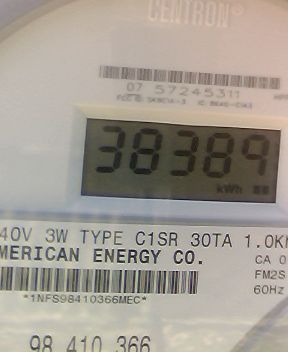 CENTRON®
07 57245311
38389
kWh
40V 3W TYPE C1SR 30TA 1.0K
MERICAN ENERGY CO.
CA 0
FM2S
60Hz
*1NFS98410366MEC*
98 410 366